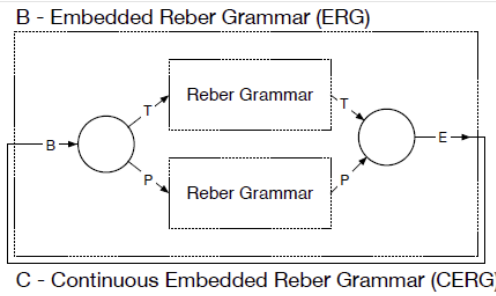 B - Embedded Reber Grammar (ERG)
Reber Grammar
T
T
B
E
P
P
Reber Grammar
C - Continuous Embedded Reber Grammar (CERG)